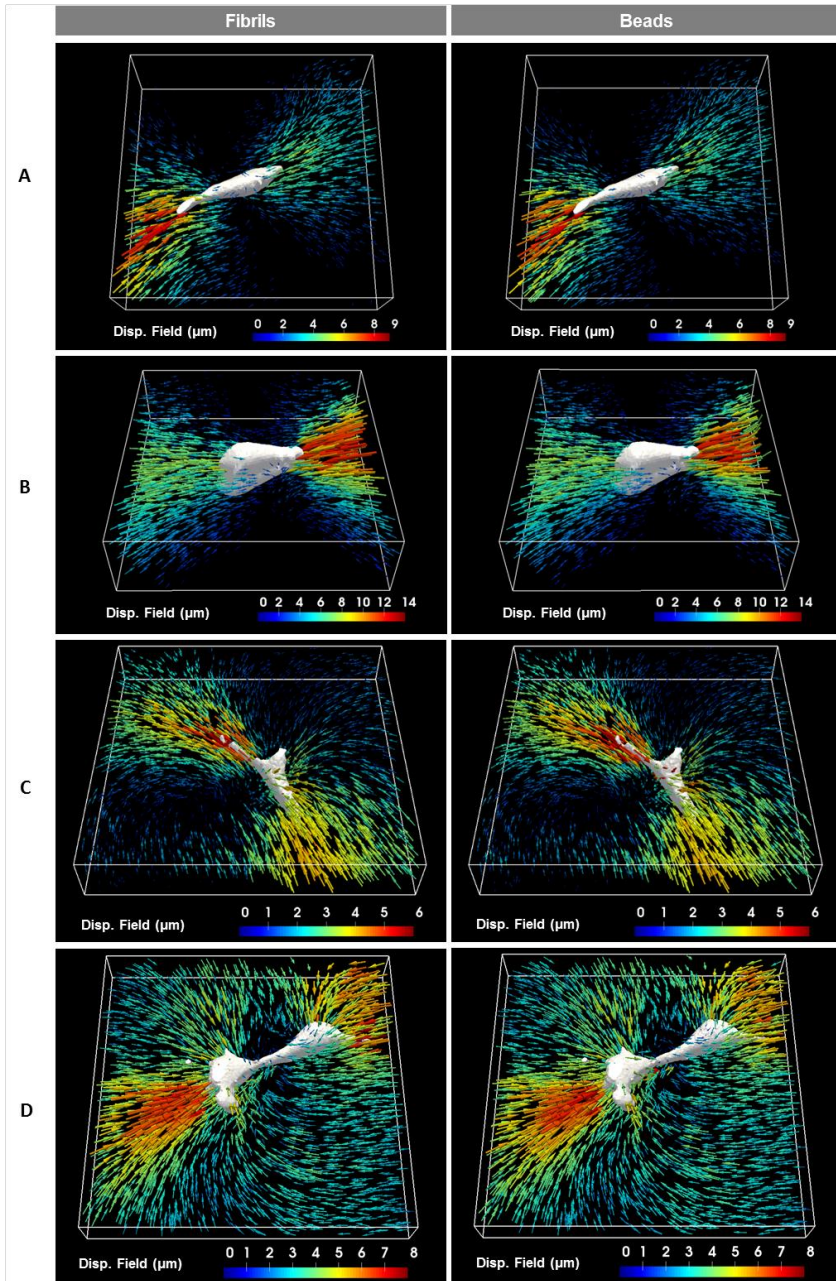 Fibrils Beads
A
0 2 4 6 8 9
Disp. Field (µm)
0 2 4 6 8 9
Disp. Field (µm)
B
0 2 4 6 8 10 12 14
Disp. Field (µm)
0 2 4 6 8 10 12 14
Disp. Field (µm)
C
0 1 2 3 4 5 6
Disp. Field (µm)
0 1 2 3 4 5 6
Disp. Field (µm)
D
0 1 2 3 4 5 6 7 8
Disp. Field (µm)
0 1 2 3 4 5 6 7 8
Disp. Field (µm)